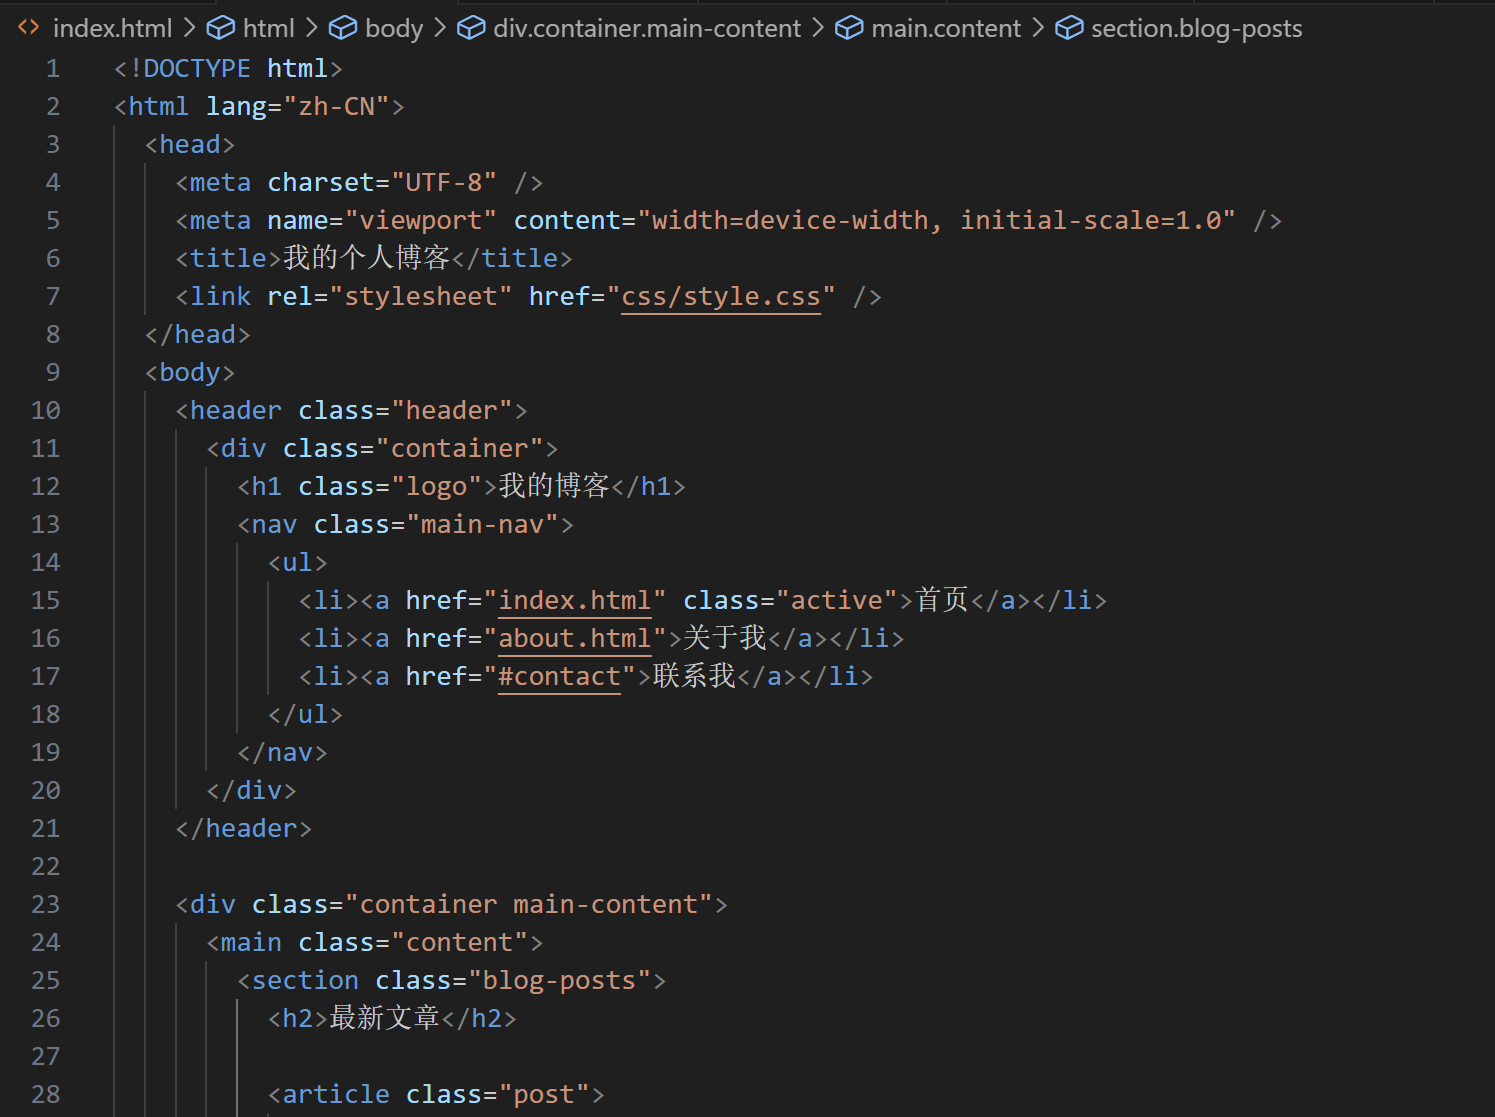 index.html > html > body > div.container.main-content > main.content > section.blog-posts
1 <!DOCTYPE html>
2 <html lang="zh-CN">
3 <head>
4 <meta charset="UTF-8" />
5 <meta name="viewport" content="width=device-width, initial-scale=1.0" />
6 <title>我的个人博客</title>
7 <link rel="stylesheet" href="css/style.css" />
8 </head>
9 <body>
10 <header class="header">
11 <div class="container">
12 <h1 class="logo">我的博客</h1>
13 <nav class="main-nav">
14 <ul>
15 <li><a href="index.html" class="active">首页</a></li>
16 <li><a href="about.html">关于我</a></li>
17 <li><a href="#contact">联系我</a></li>
18 </ul>
19 </nav>
20 </div>
21 </header>
22
23 <div class="container main-content">
24 <main class="content">
25 <section class="blog-posts">
26 <h2>最新文章</h2>
27
28 <article class="post">